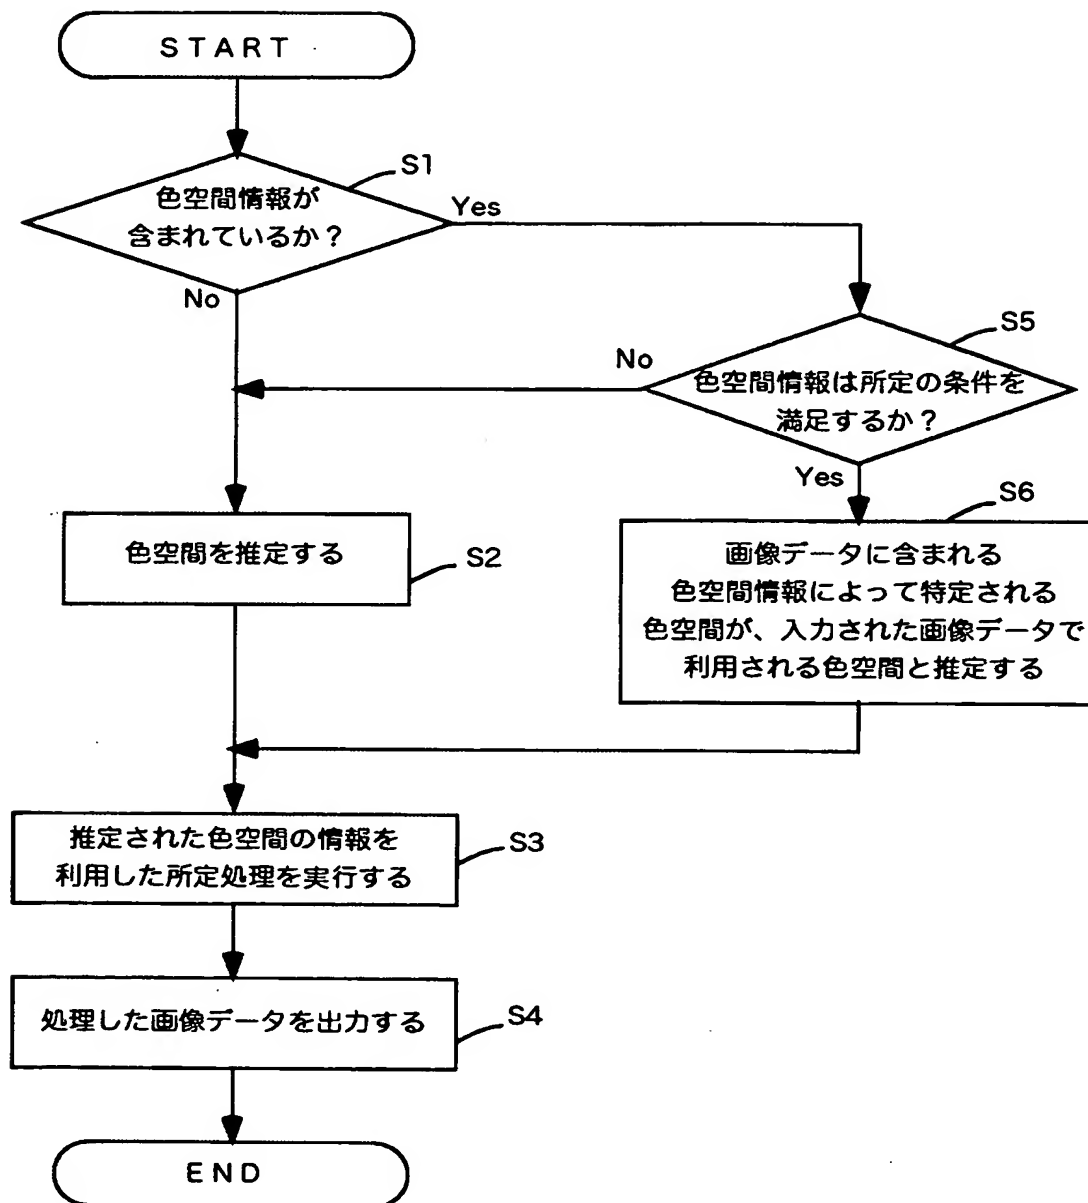 START
S1
色空間情報が
含まれているか？
Yes
No
S5
No
色空間情報は所定の条件を
満足するか？
Yes
S6
色空間を推定する
S2
画像データに含まれる
色空間情報によって特定される
色空間が、入力された画像データで
利用される色空間と推定する
推定された色空間の情報を
利用した所定処理を実行する
S3
処理した画像データを出力する
S4
END